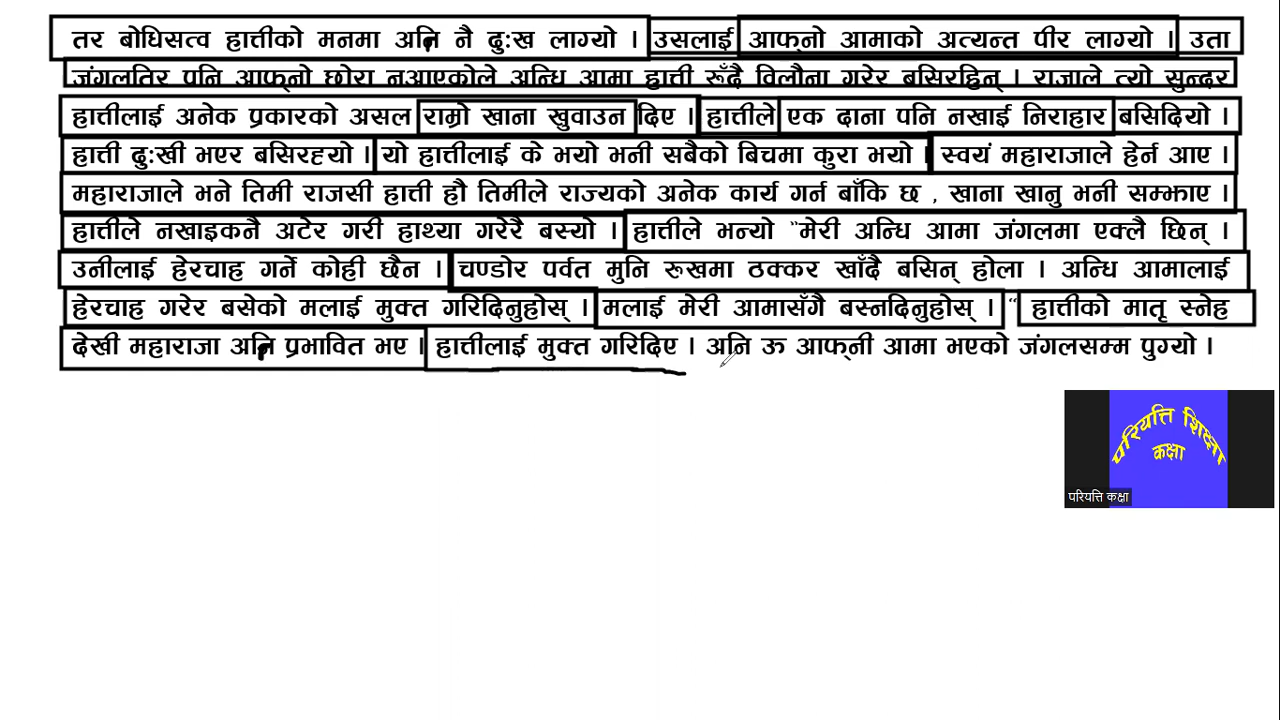 तर बोधिसत्व हात्तीको मनमा अति नै दुःख लाग्यो । उसलाई आफ्नो आमाको अत्यन्त पीर लाग्यो । उता
जंगलतिर पनि आफ्नो छोरा नआएकोले अन्धि आमा हात्ती रूँदै विलौना गरेर बसिरहिन् । राजाले त्यो सुन्दर
हात्तीलाई अनेक प्रकारको असल राम्रो खाना खुवाउन दिए । हात्तीले एक दाना पनि नखाई निराहार बसिदियो ।
हात्ती दुःखी भएर बसिरह्यो । यो हात्तीलाई के भयो भनी सबैको बिचमा कुरा भयो । स्वयं महाराजाले हेर्न आए ।
महाराजाले भने तिमी राजसी हात्ती हौ तिमीले राज्यको अनेक कार्य गर्न बाँकि छ , खाना खानु भनी सम्झाए ।
हात्तीले नखाइकनै अटेर गरी हाथ्या गरेरै बस्यो । हात्तीले भन्यो "मेरी अन्धि आमा जंगलमा एक्लै छिन् ।
उनीलाई हेरचाह गर्ने कोही छैन । चण्डोर पर्वत मुनि रुखमा ठक्कर खाँदै बसिन् होला । अन्धि आमालाई
हेरचाह गरेर बसेको मलाई मुक्त गरिदिनुहोस् । मलाई मेरी आमासँगै बस्नदिनुहोस् । " हात्तीको मातृ स्नेह
देखी महाराजा अति प्रभावित भए । हात्तीलाई मुक्त गरिदिए । अनि ऊ आफ्नी आमा भएको जंगलसम्म पुग्यो ।
परियत्ति शिक्षा
कक्षा
परियत्ति कक्षा